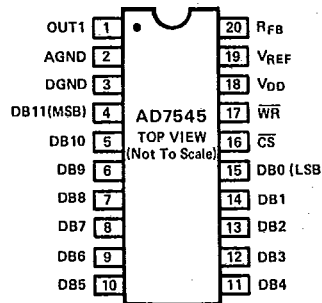 OUT1 1 20 RFB
AGND 2 19 VREF
DGND 3 18 VDD
DB11(MSB) 4 AD7545 17 WR
DB10 5 TOP VIEW 16 CS
DB9 6 (Not To Scale) 15 DB0 (LSB
DB8 7 14 DB1
DB7 8 13 DB2
DB6 9 12 DB3
DB5 10 11 DB4